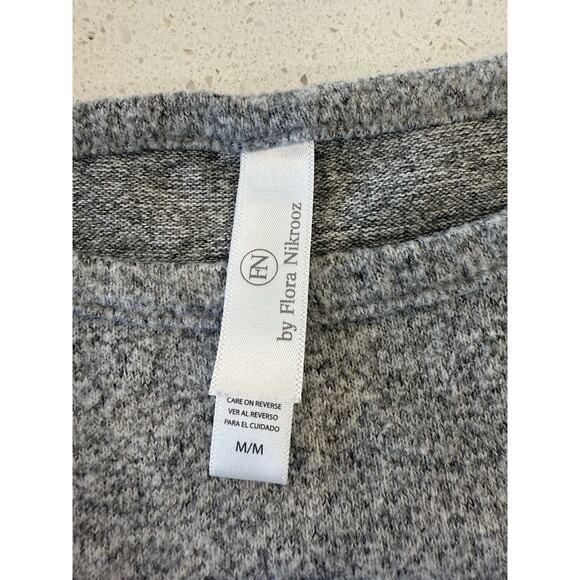 FN
by Flora Nikrooz
CARE ON REVERSE
VER AL REVERSO
PARA EL CUIDADO
M/M